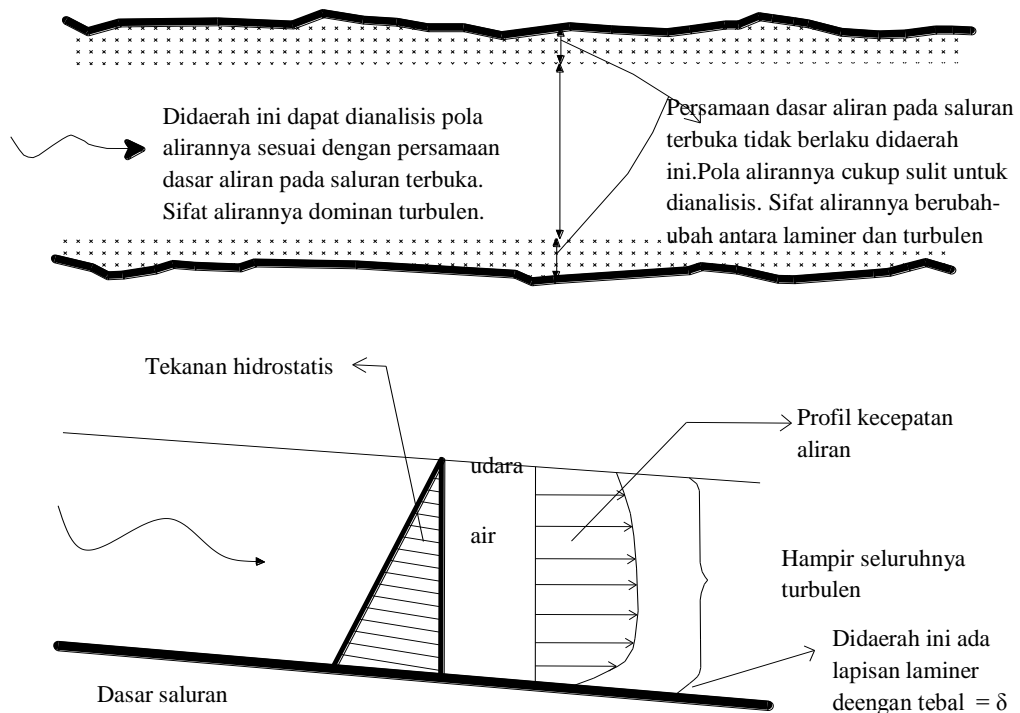 Didaerah ini dapat dianalisis pola
alirannya sesuai dengan persamaan
dasar aliran pada saluran terbuka.
Sifat alirannya dominan turbulen.
Persamaan dasar aliran pada saluran
terbuka tidak berlaku didaerah
ini.Pola alirannya cukup sulit untuk
dianalisis. Sifat alirannya berubah-
ubah antara laminer dan turbulen
Tekanan hidrostatis
Profil kecepatan
aliran
udara
air
Hampir seluruhnya
turbulen
Didaerah ini ada
lapisan laminer
deengan tebal = δ
Dasar saluran